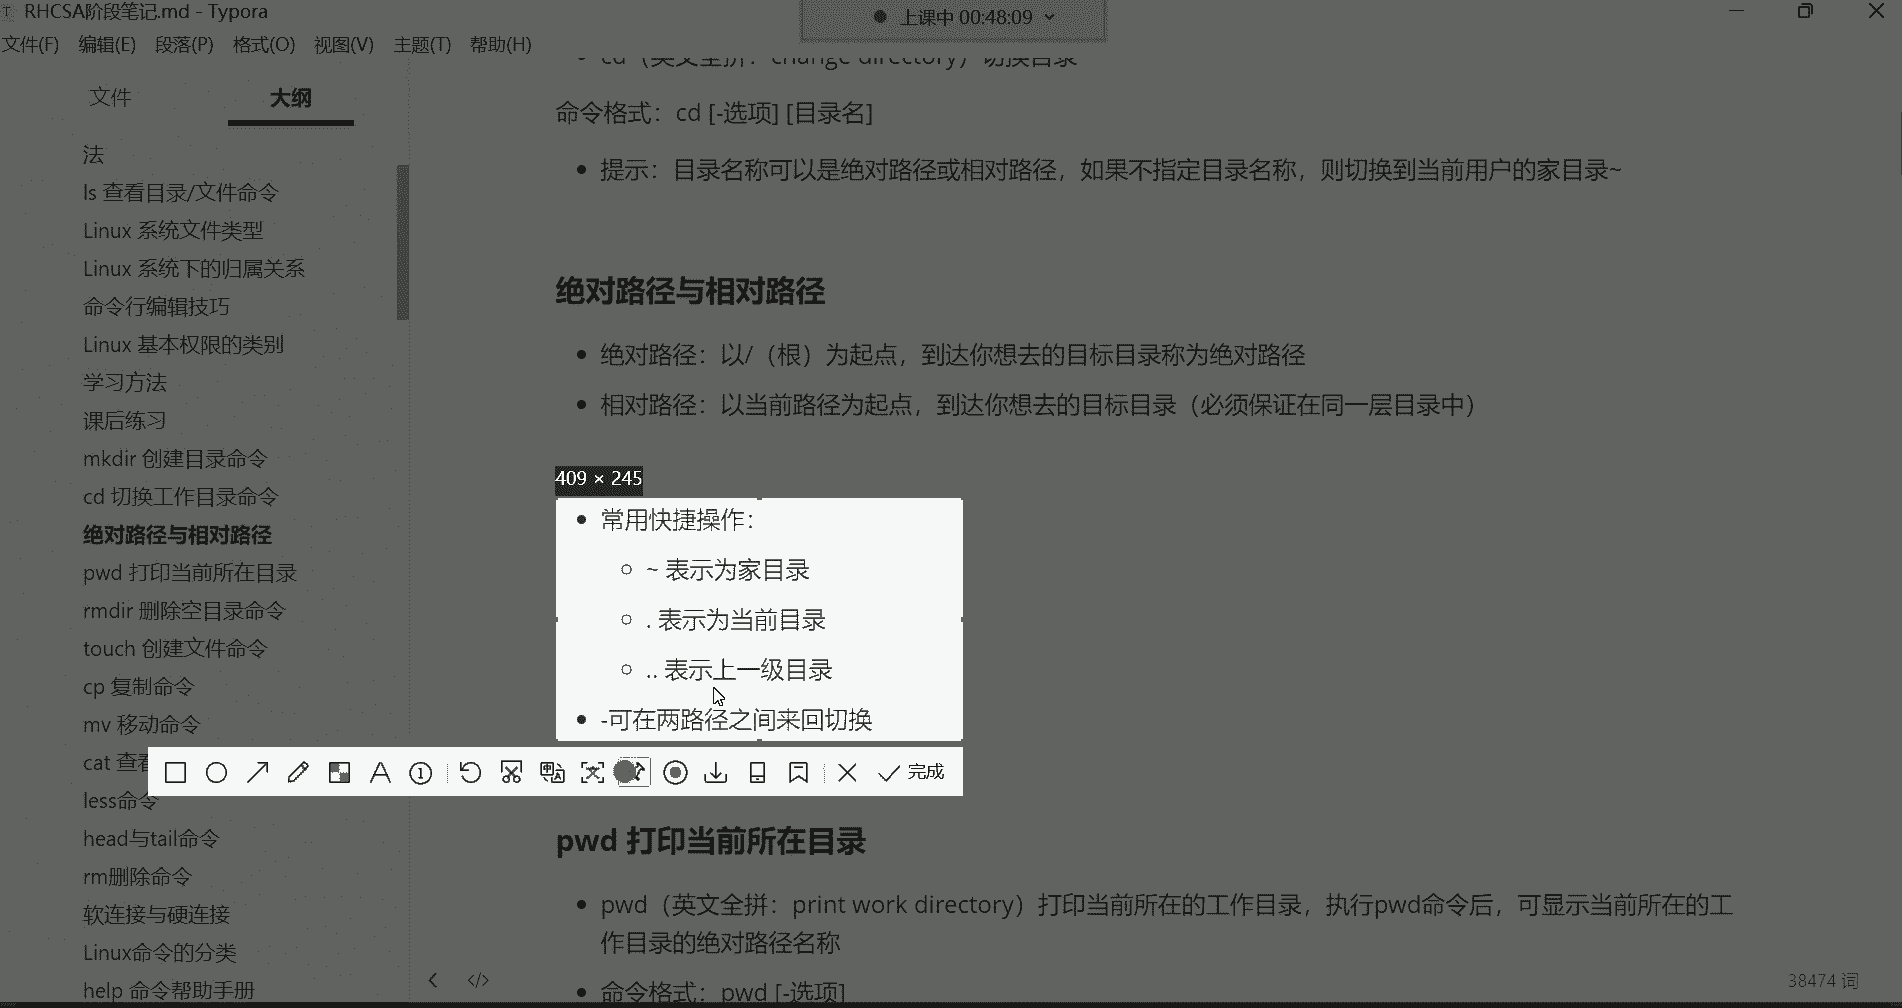 RHCSA阶段笔记.md - Typora
上课中 00:48:09
文件(F) 编辑(E) 段落(P) 格式(O) 视图(V) 主题(T) 帮助(H)
文件 大纲
法
ls 查看目录/文件命令
Linux 系统文件类型
Linux 系统下的归属关系
命令行编辑技巧
Linux 基本权限的类别
学习方法
课后练习
mkdir 创建目录命令
cd 切换工作目录命令
绝对路径与相对路径
pwd 打印当前所在目录
rmdir 删除空目录命令
touch 创建文件命令
cp 复制命令
mv 移动命令
cat 查看
less命令
head与tail命令
rm删除命令
软连接与硬连接
Linux命令的分类
help 命令帮助手册
cd（英文全拼：change directory）切换目录
命令格式：cd [-选项] [目录名]
提示：目录名称可以是绝对路径或相对路径，如果不指定目录名称，则切换到当前用户的家目录~
绝对路径与相对路径
绝对路径：以/（根）为起点，到达你想去的目标目录称为绝对路径
相对路径：以当前路径为起点，到达你想去的目标目录（必须保证在同一层目录中）
409 × 245
常用快捷操作：
~ 表示为家目录
. 表示为当前目录
.. 表示上一级目录
-可在两路径之间来回切换
完成
pwd 打印当前所在目录
pwd（英文全拼：print work directory）打印当前所在的工作目录，执行pwd命令后，可显示当前所在的工
作目录的绝对路径名称
命令格式：pwd [-选项]
38474 词